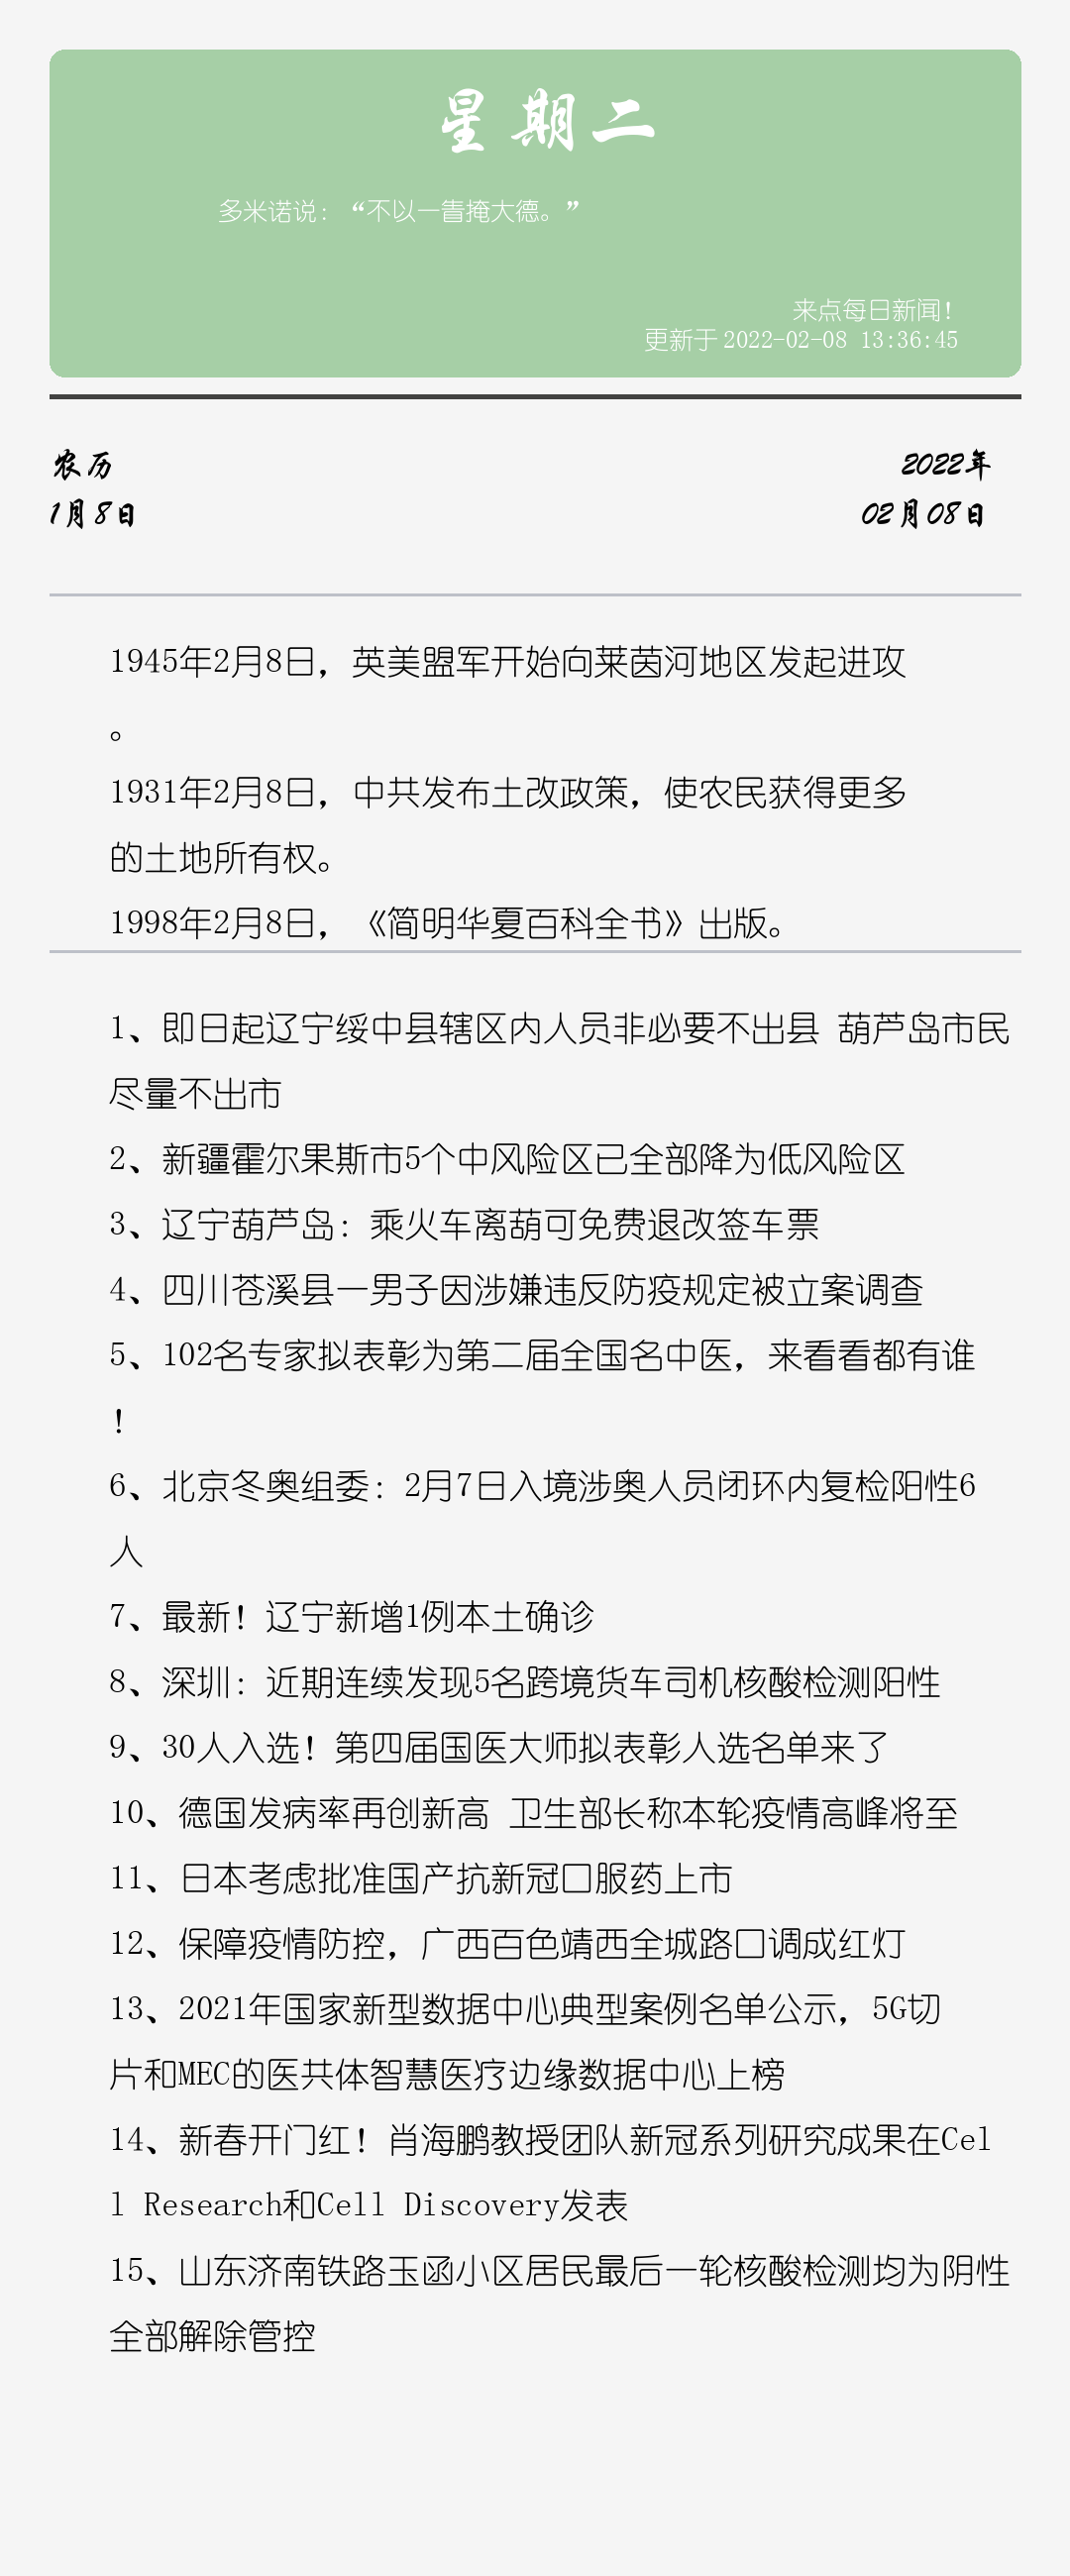 星期二
多米诺说：“不以一眚掩大德。”
来点每日新闻！
更新于2022-02-08 13:36:45
农历
2022年
1月8日
02月08日
1945年2月8日，英美盟军开始向莱茵河地区发起进攻
。
1931年2月8日，中共发布土改政策，使农民获得更多
的土地所有权。
1998年2月8日，《简明华夏百科全书》出版。
1、即日起辽宁绥中县辖区内人员非必要不出县 葫芦岛市民
尽量不出市
2、新疆霍尔果斯市5个中风险区已全部降为低风险区
3、辽宁葫芦岛：乘火车离葫可免费退改签车票
4、四川苍溪县一男子因涉嫌违反防疫规定被立案调查
5、102名专家拟表彰为第二届全国名中医，来看看都有谁
！
6、北京冬奥组委：2月7日入境涉奥人员闭环内复检阳性6
人
7、最新！辽宁新增1例本土确诊
8、深圳：近期连续发现5名跨境货车司机核酸检测阳性
9、30人入选！第四届国医大师拟表彰人选名单来了
10、德国发病率再创新高 卫生部长称本轮疫情高峰将至
11、日本考虑批准国产抗新冠口服药上市
12、保障疫情防控，广西百色靖西全城路口调成红灯
13、2021年国家新型数据中心典型案例名单公示，5G切
片和MEC的医共体智慧医疗边缘数据中心上榜
14、新春开门红！肖海鹏教授团队新冠系列研究成果在Cel
l Research和Cell Discovery发表
15、山东济南铁路玉函小区居民最后一轮核酸检测均为阴性
全部解除管控